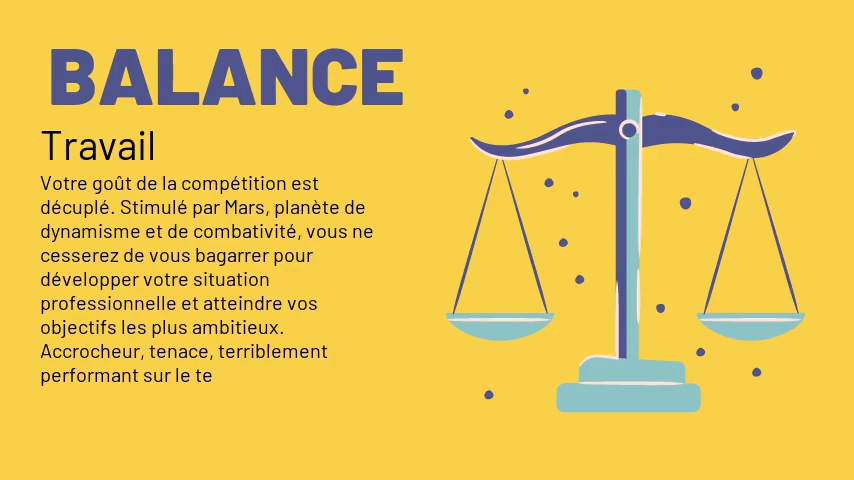 BALANCE
Travail
Votre goût de la compétition est
décuplé. Stimulé par Mars, planète de
dynamisme et de combativité, vous ne
cesserez de vous bagarrer pour
développer votre situation
professionnelle et atteindre vos
objectifs les plus ambitieux.
Accrocheur, tenace, terriblement
performant sur le te